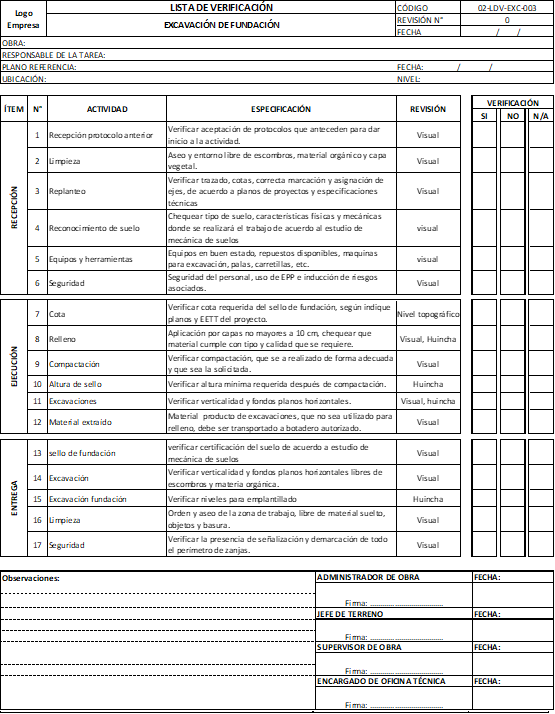 Logo
Empresa
LISTA DE VERIFICACIÓN
EXCAVACIÓN DE FUNDACIÓN
CÓDIGO 02-LDV-EXC-003
REVISIÓN N° 0
FECHA / /
OBRA:
RESPONSABLE DE LA TAREA:
PLANO REFERENCIA: FECHA: / /
UBICACIÓN: NIVEL:
ÍTEM N° ACTIVIDAD ESPECIFICACIÓN REVISIÓN VERIFICACIÓN
SI NO N/A
RECEPCIÓN
1 Recepción protocolo anterior Verificar aceptación de protocolos que anteceden para dar Visual
inicio a la actividad.
2 Limpieza Aseo y entorno libre de escombros, material orgánico y capa Visual
vegetal.
3 Replanteo Verificar trazado, cotas, correcta marcación y asignación de Visual
ejes, de acuerdo a planos de proyectos y especificaciones
técnicas
4 Reconocimiento de suelo Chequear tipo de suelo, características físicas y mecánicas visual
donde se realizará el trabajo de acuerdo al estudio de
mecánica de suelos
5 Equipos y herramientas Equipos en buen estado, repuestos disponibles, maquinas visual
para excavación, palas, carretillas, etc.
6 Seguridad Seguridad del personal, uso de EPP e inducción de riesgos Visual
asociados.
EJECUCIÓN
7 Cota Verificar cota requerida del sello de fundación, según indique Nivel topográfico
planos y EETT del proyecto.
8 Relleno Aplicación por capas no mayores a 10 cm, chequear que Visual, Huincha
material cumple con tipo y calidad que se requiere.
9 Compactación Verificar compactación, que se a realizado de forma adecuada Visual
y que sea la solicitada.
10 Altura de sello Verificar altura mínima requerida después de compactación. Huincha
11 Excavaciones Verificar verticalidad y fondos planos horizontales. Visual, huincha
12 Material extraído Material producto de excavaciones, que no sea utilizado para Visual
relleno, debe ser transportado a botadero autorizado.
ENTREGA
13 sello de fundación verificar certificación del suelo de acuerdo a estudio de Visual
mecánica de suelos
14 Excavación Verificar verticalidad y fondos planos horizontales libres de Visual
escombros y materia orgánica.
15 Excavación fundación Verificar niveles para emplantillado Huincha
16 Limpieza Orden y aseo de la zona de trabajo, libre de material suelto, Visual
objetos y basura.
17 Seguridad Verificar la presencia de señalización y demarcación de todo Visual
el perímetro de zanjas.
Observaciones:
ADMINISTRADOR DE OBRA FECHA:
Firma: ................................
JEFE DE TERRENO FECHA:
Firma: ................................
SUPERVISOR DE OBRA FECHA:
Firma: ................................
ENCARGADO DE OFICINA TÉCNICA FECHA:
Firma: ................................